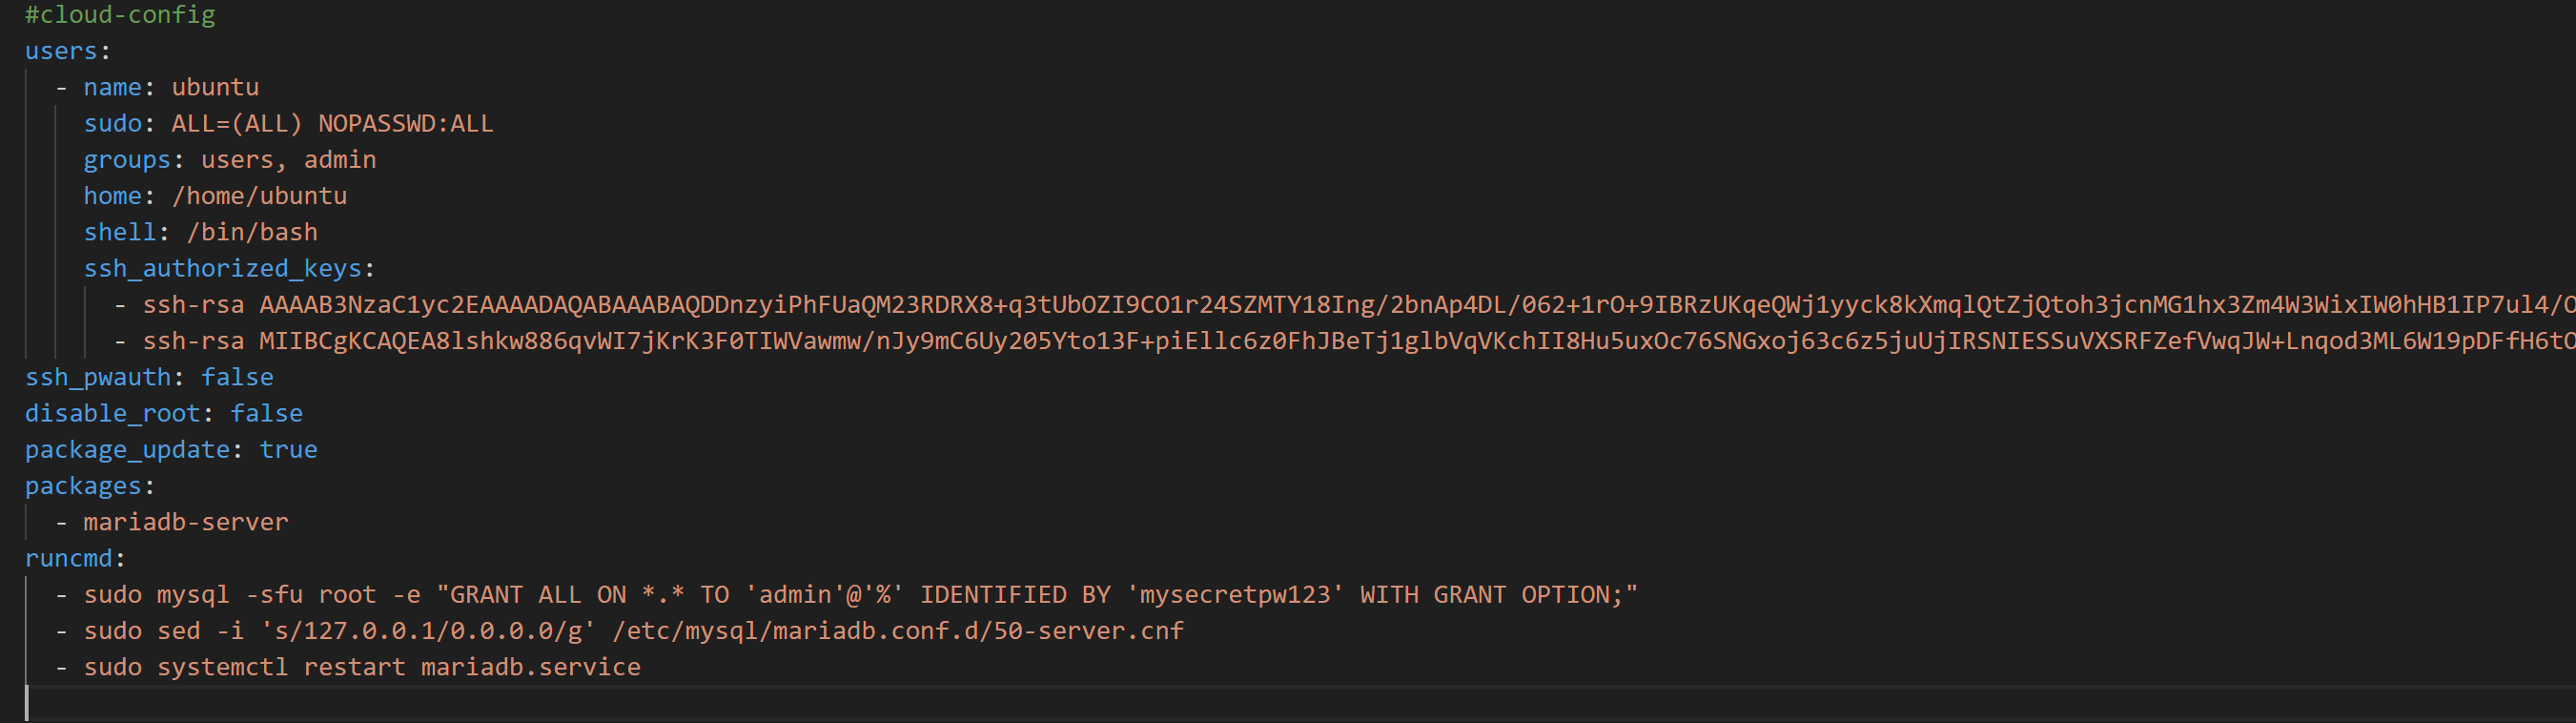 #cloud-config
users:
  - name: ubuntu
    sudo: ALL=(ALL) NOPASSWD:ALL
    groups: users, admin
    home: /home/ubuntu
    shell: /bin/bash
    ssh_authorized_keys:
      - ssh-rsa AAAAB3NzaC1yc2EAAAADAQABAAABAQDDnzyiPhFUaQM23RDRX8+q3tUbOZI9CO1r24SZMTY18Ing/2bnAp4DL/062+1rO+9IBRzUKqeQWj1yyck8kXmqlQtZjQtoh3jcnMG1hx3Zm4W3WixIW0hHB1IP7ul4/O
      - ssh-rsa MIIBCgKCAQEA8lshkw886qvWI7jKrK3F0TIWVawmw/nJy9mC6Uy205Yto13F+piEllc6z0FhJBeTj1glbVqVKchII8Hu5uxOc76SNGxoj63c6z5juUjIRSNIESSuVXSRFZefVwqJW+Lnqod3ML6W19pDFfH6tO
ssh_pwauth: false
disable_root: false
package_update: true
packages:
  - mariadb-server
runcmd:
  - sudo mysql -sfu root -e "GRANT ALL ON *.* TO 'admin'@'%' IDENTIFIED BY 'mysecretpw123' WITH GRANT OPTION;"
  - sudo sed -i 's/127.0.0.1/0.0.0.0/g' /etc/mysql/mariadb.conf.d/50-server.cnf
  - sudo systemctl restart mariadb.service